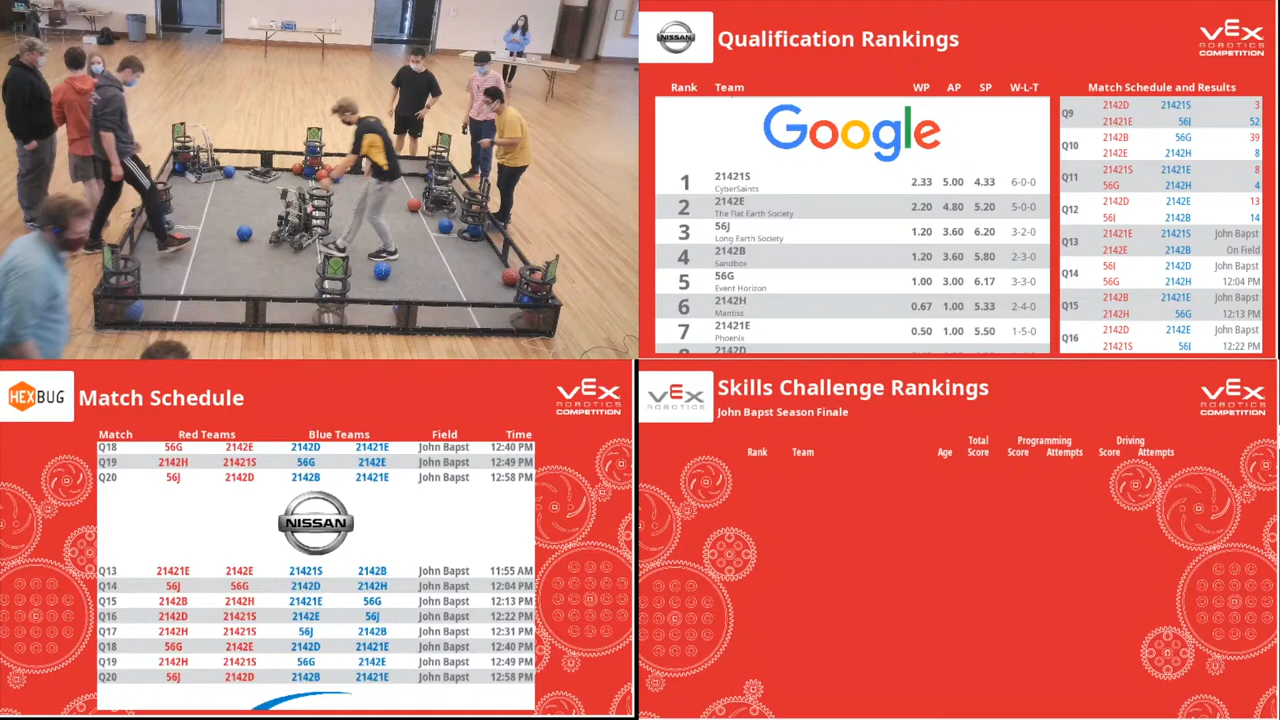 NISSAN
Qualification Rankings
VEX
ROBOTICS
COMPETITION
Rank Team WP AP SP W-L-T
Google
1 21421S 2.33 5.00 4.33 6-0-0
CyberSaints
2 2142E 2.20 4.80 5.20 5-0-0
The Flat Earth Society
3 56J 1.20 3.60 6.20 3-2-0
Long Earth Society
4 2142B 1.20 3.60 5.80 2-3-0
Sandbox
5 56G 1.00 3.00 6.17 3-3-0
Event Horizon
6 2142H 0.67 1.00 5.33 2-4-0
Mantiss
7 21421E 0.50 1.00 5.50 1-5-0
Phoenix
2142D
Match Schedule and Results
Q9 2142D 21421S 3
21421E 56J 52
Q10 2142B 56G 39
2142E 2142H 8
Q11 21421S 21421E 8
56G 2142H 4
Q12 2142D 2142E 13
56J 2142B 14
Q13 21421E 21421S John Bapst
2142E 2142B On Field
Q14 56J 2142D John Bapst
56G 2142H 12:04 PM
Q15 2142B 21421E John Bapst
2142H 56G 12:13 PM
Q16 2142D 2142E John Bapst
21421S 56J 12:22 PM
HEXBUG
Match Schedule
VEX
ROBOTICS
COMPETITION
Match Red Teams Blue Teams Field Time
Q18 56G 2142E 2142D 21421E John Bapst 12:40 PM
Q19 2142H 21421S 56G 2142E John Bapst 12:49 PM
Q20 56J 2142D 2142B 21421E John Bapst 12:58 PM
NISSAN
Q13 21421E 2142E 21421S 2142B John Bapst 11:55 AM
Q14 56J 56G 2142D 2142H John Bapst 12:04 PM
Q15 2142B 2142H 21421E 56G John Bapst 12:13 PM
Q16 2142D 21421S 2142E 56J John Bapst 12:22 PM
Q17 2142H 21421S 56J 2142B John Bapst 12:31 PM
Q18 56G 2142E 2142D 21421E John Bapst 12:40 PM
Q19 2142H 21421S 56G 2142E John Bapst 12:49 PM
Q20 56J 2142D 2142B 21421E John Bapst 12:58 PM
VEX
ROBOTICS
Skills Challenge Rankings
John Bapst Season Finale
VEX
ROBOTICS
COMPETITION
Total Programming Driving
Rank Team Age Score Score Attempts Score Attempts